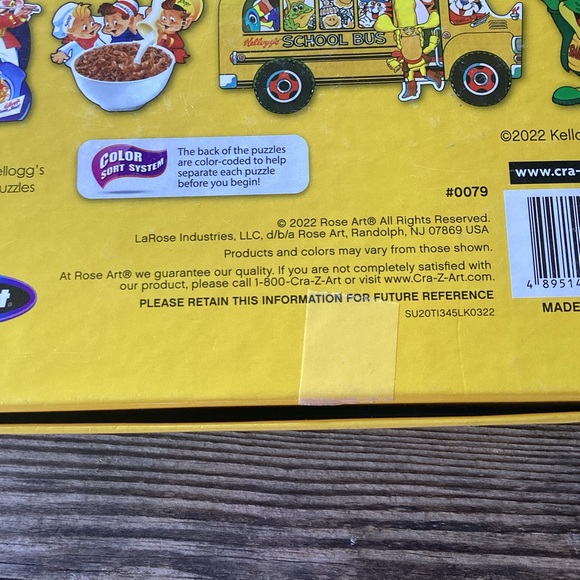 Kellogg's SCHOOL BUS
©2022 Kello
COLOR
SORT SYSTEM
The back of the puzzles
are color-coded to help
separate each puzzle
before you begin!
ellogg's
uzzles
www.cra-
#0079
© 2022 Rose Art® All Rights Reserved.
LaRose Industries, LLC, d/b/a Rose Art, Randolph, NJ 07869 USA
Products and colors may vary from those shown.
At Rose Art® we guarantee our quality. If you are not completely satisfied with
our product, please call 1-800-Cra-Z-Art or visit www.Cra-Z-Art.com.
PLEASE RETAIN THIS INFORMATION FOR FUTURE REFERENCE
SU20TI345LK0322
4 89514
MADE
rt